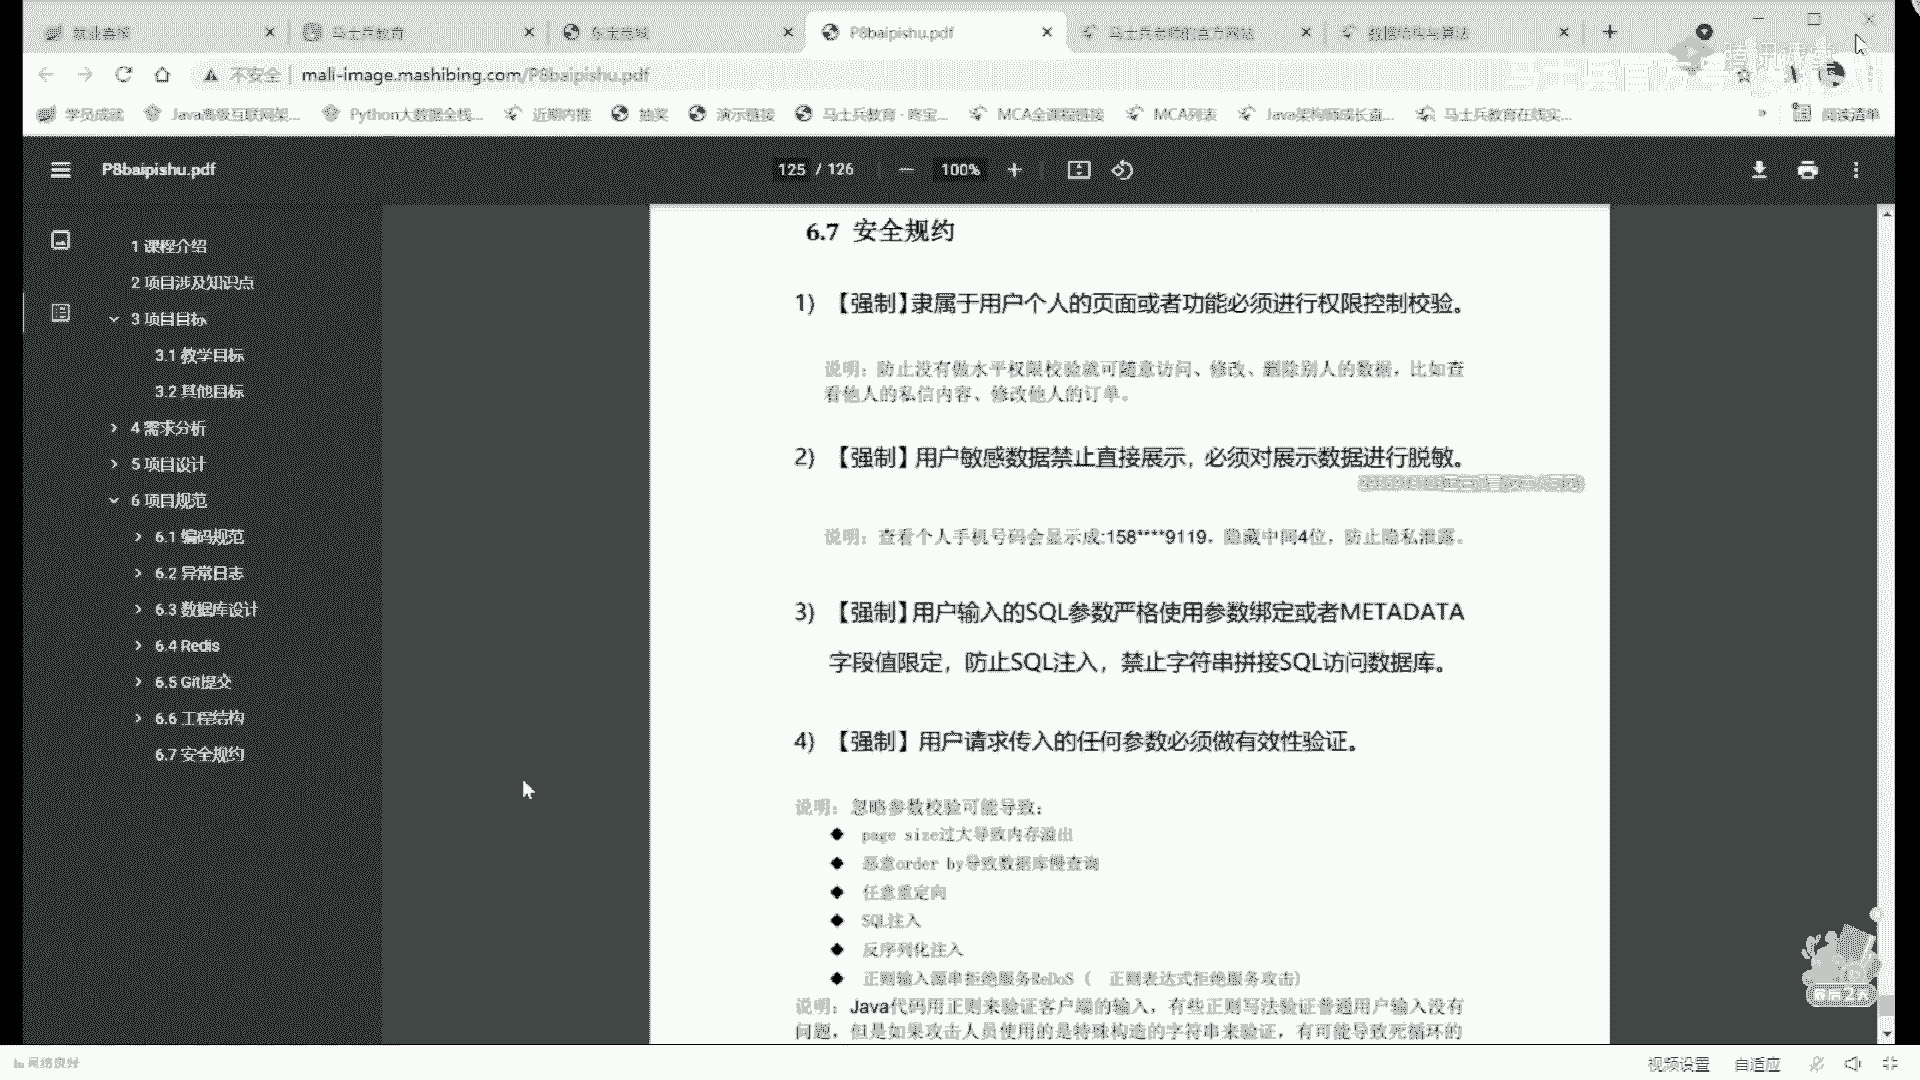 就业喜报
马士兵教育
东宝商城
P8baipishu.pdf
马士兵老师的官方网站
数据结构与算法
不安全
mali-image.mashibing.com/P8baipishu.pdf
学员成就
Java高级互联网架...
Python大数据全栈...
近期内推
抽奖
演示链接
马士兵教育 - 咚宝...
MCA全课程链接
MCA列表
Java架构师成长直...
马士兵教育在线实...
»
阅读清单
腾讯课堂
P8baipishu.pdf
125 / 126
100%
1 课程介绍
2 项目涉及知识点
3 项目目标
3.1 教学目标
3.2 其他目标
4 需求分析
5 项目设计
6 项目规范
6.1 编码规范
6.2 异常日志
6.3 数据库设计
6.4 Redis
6.5 Git提交
6.6 工程结构
6.7 安全规约
6.7 安全规约
1) 【强制】隶属于用户个人的页面或者功能必须进行权限控制校验。
说明：防止没有做水平权限校验就可随意访问、修改、删除别人的数据，比如查
看他人的私信内容、修改他人的订单。
2) 【强制】用户敏感数据禁止直接展示，必须对展示数据进行脱敏。
说明：查看个人手机号码会显示成:158****9119，隐藏中间4位，防止隐私泄露。
3) 【强制】用户输入的SQL参数严格使用参数绑定或者METADATA
字段值限定，防止SQL注入，禁止字符串拼接SQL访问数据库。
4) 【强制】用户请求传入的任何参数必须做有效性验证。
说明：忽略参数校验可能导致：
◆ page size过大导致内存溢出
◆ 恶意order by导致数据库慢查询
◆ 任意重定向
◆ SQL注入
◆ 反序列化注入
◆ 正则输入源串拒绝服务ReDoS（ 正则表达式拒绝服务攻击）
说明：Java代码用正则来验证客户端的输入，有些正则写法验证普通用户输入没有
问题，但是如果攻击人员使用的是特殊构造的字符串来验证，有可能导致死循环的
最后2天
网络良好
视频设置
自适应